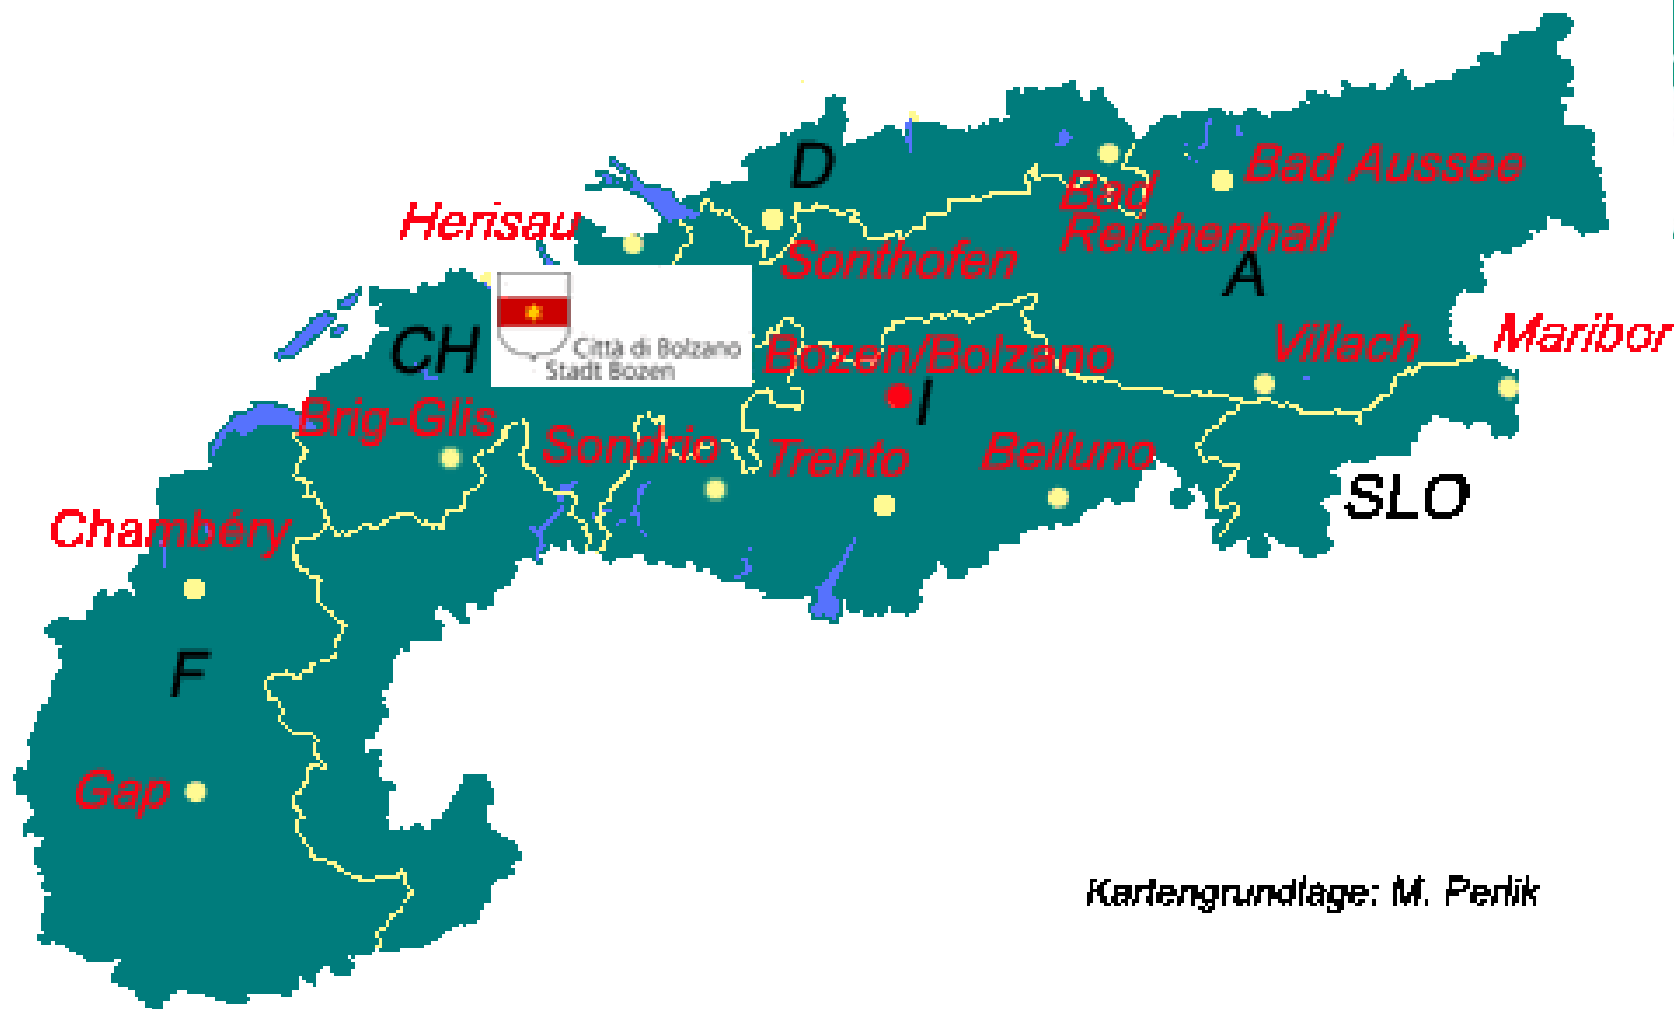 D
Bad Aussee
Bad
Reichenhall
Herisau
Sonthofen
A
CH
Città di Bolzano
Stadt Bozen
Bozen/Bolzano
I
Villach
Maribor
Brig-Glis
Sondrio
Trento
Belluno
SLO
Chambéry
F
Gap
Kartengrundlage: M. Perlik